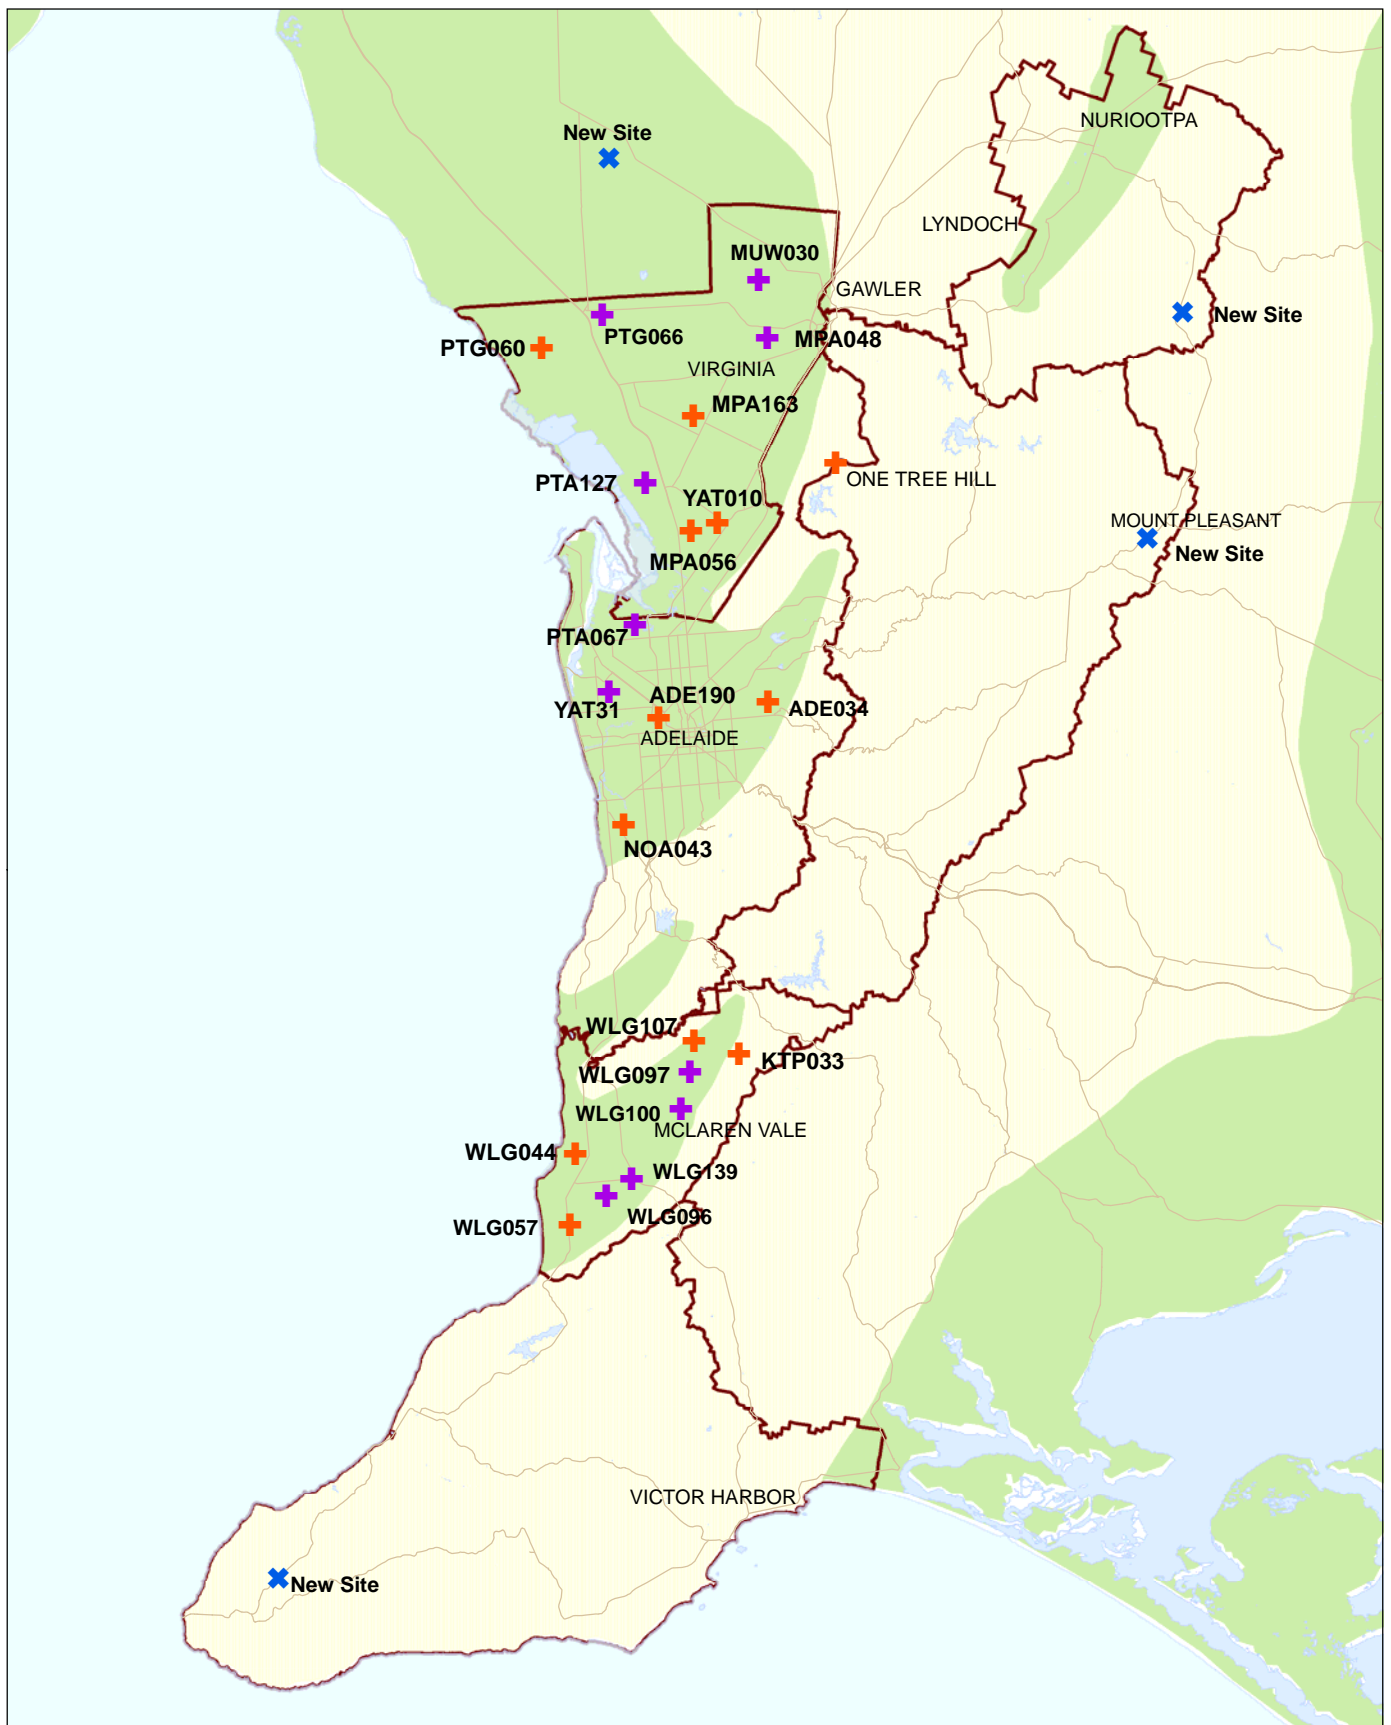 NURIOOTPA
New Site
LYNDOCH
MUW030
GAWLER
New Site
PTG066
MPA048
PTG060
VIRGINIA
MPA163
ONE TREE HILL
PTA127
YAT010
MOUNT PLEASANT
New Site
MPA056
PTA067
ADE190
YAT31
ADE034
ADELAIDE
NOA043
WLG107
KTP033
WLG097
WLG100
MCLAREN VALE
WLG044
WLG139
WLG096
WLG057
VICTOR HARBOR
New Site